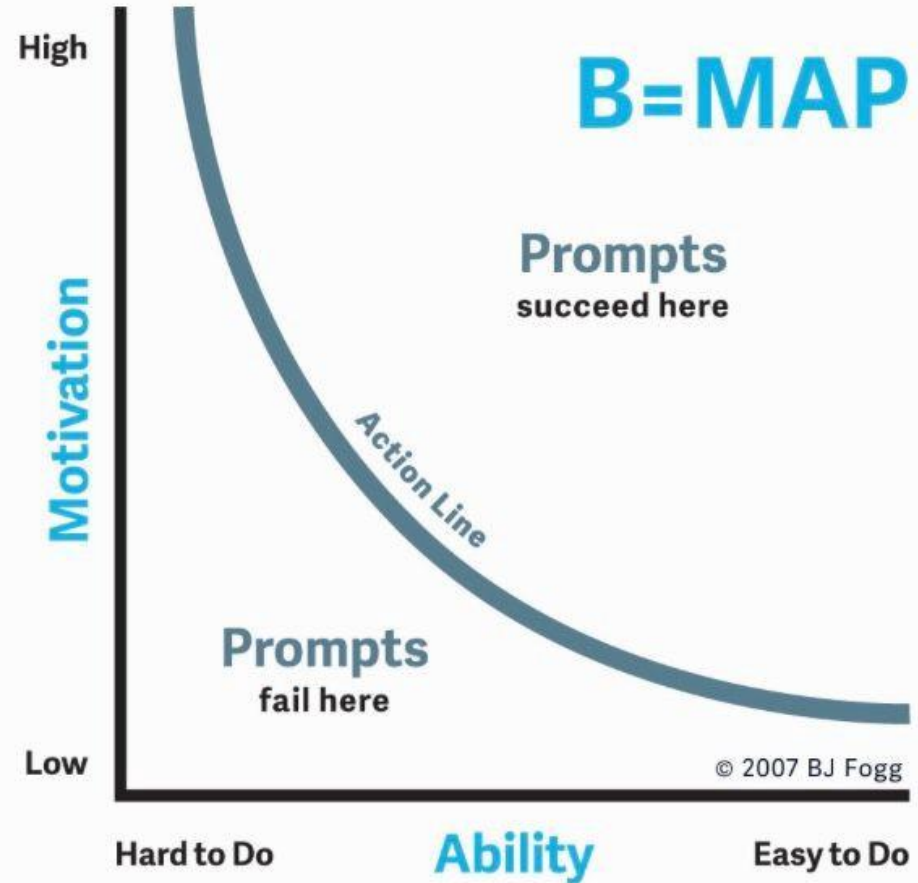 High
B=MAP
Prompts
succeed here
Motivation
Action Line
Prompts
fail here
Low
© 2007 BJ Fogg
Hard to Do
Ability
Easy to Do